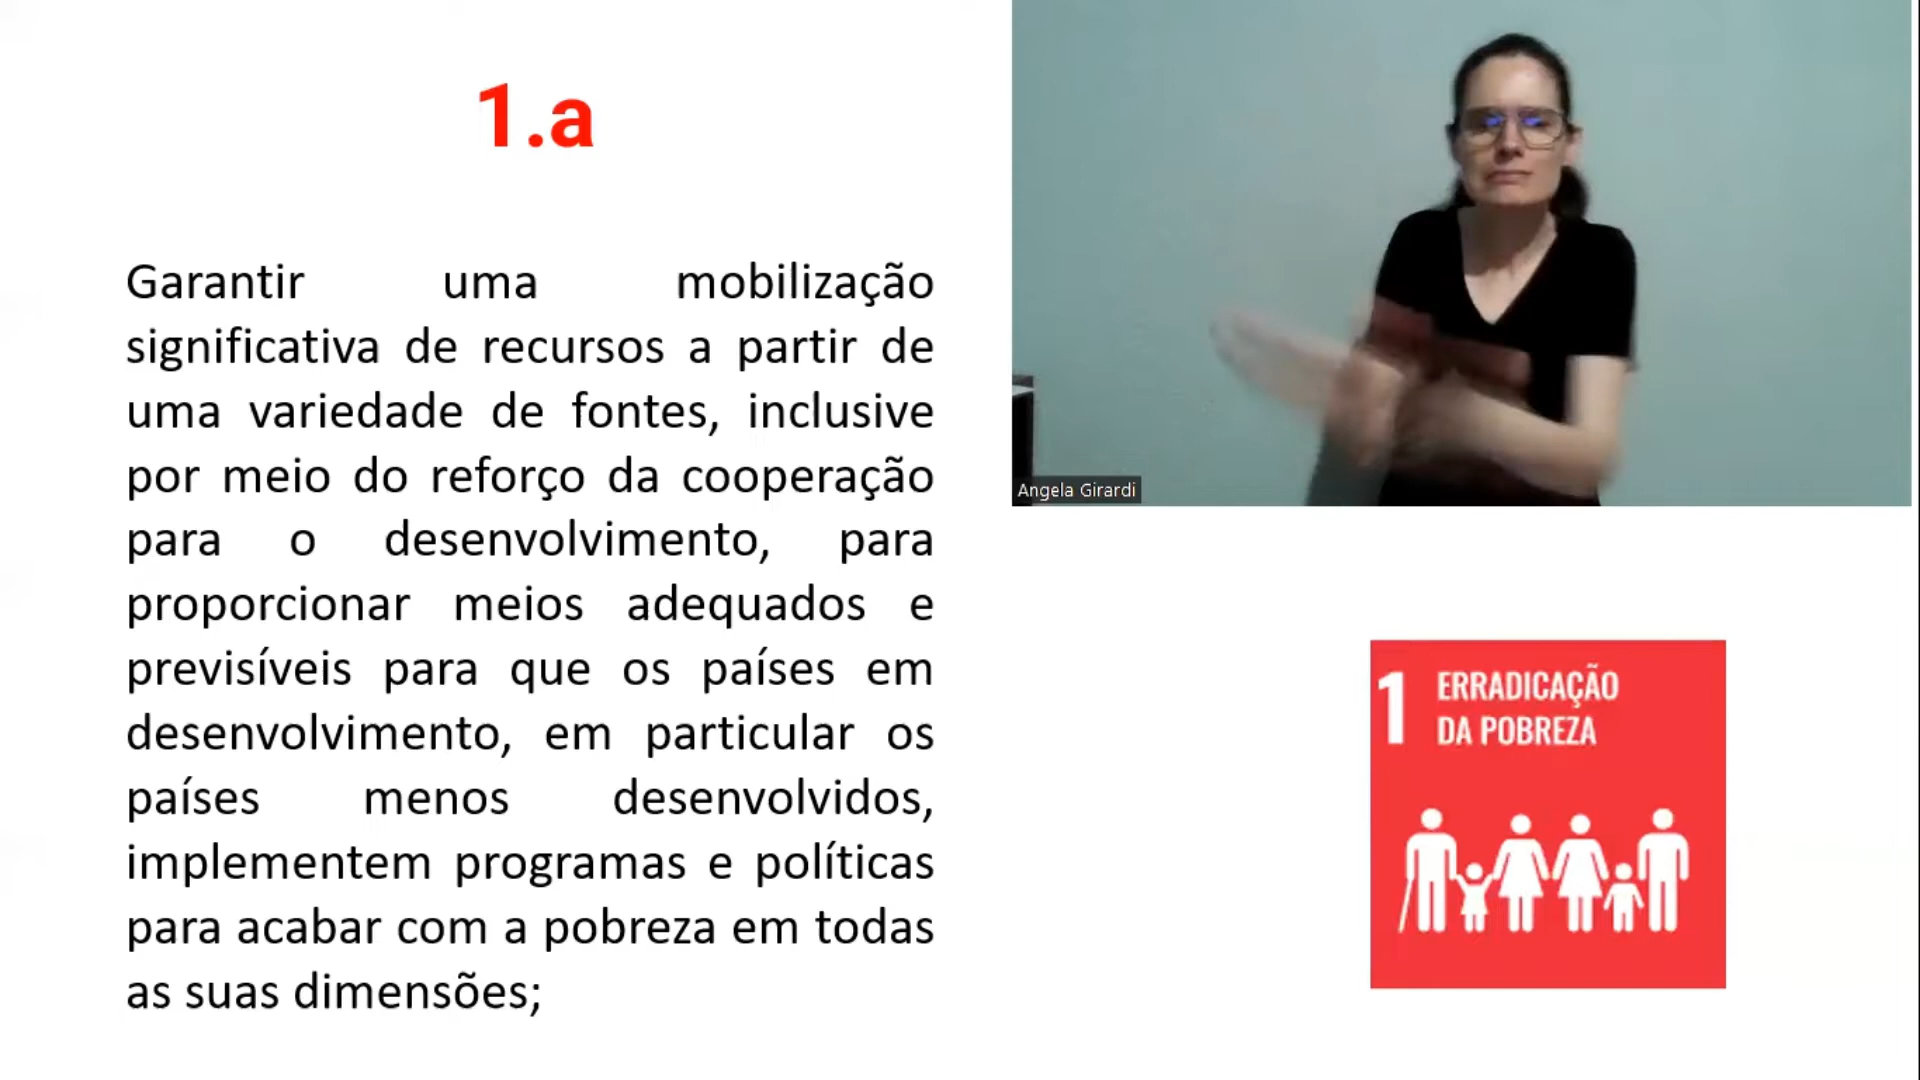 1.a
Garantir uma mobilização
significativa de recursos a partir de
uma variedade de fontes, inclusive
por meio do reforço da cooperação
para o desenvolvimento, para
proporcionar meios adequados e
previsíveis para que os países em
desenvolvimento, em particular os
países menos desenvolvidos,
implementem programas e políticas
para acabar com a pobreza em todas
as suas dimensões;
Angela Girardi
1 ERRADICAÇÃO
DA POBREZA